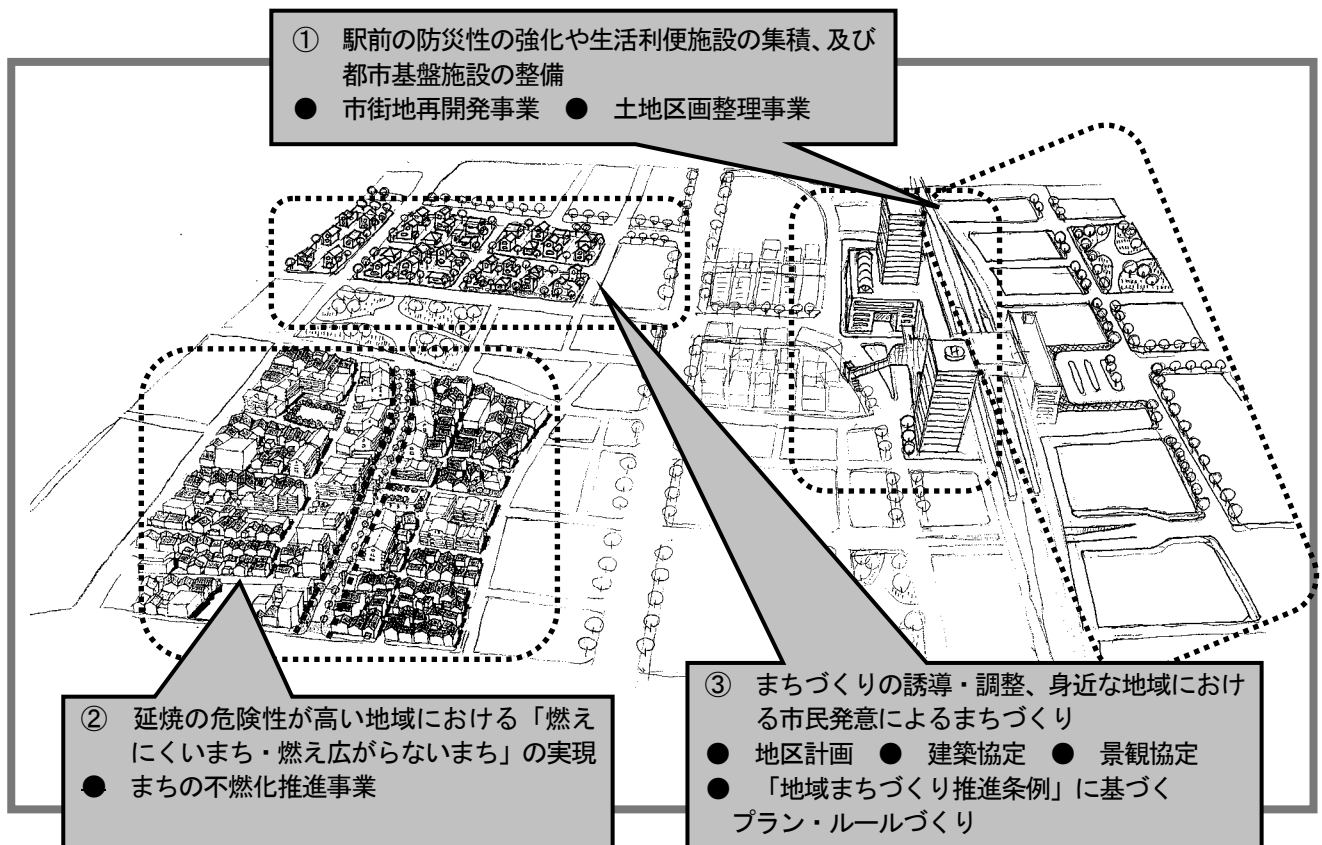 ① 駅前の防災性の強化や生活利便施設の集積、及び
都市基盤施設の整備
● 市街地再開発事業 ● 土地区画整理事業
H
② 延焼の危険性が高い地域における「燃え
にくいまち・燃え広がらないまち」の実現
● まちの不燃化推進事業
③ まちづくりの誘導・調整、身近な地域におけ
る市民発意によるまちづくり
● 地区計画 ● 建築協定 ● 景観協定
● 「地域まちづくり推進条例」に基づく
プラン・ルールづくり